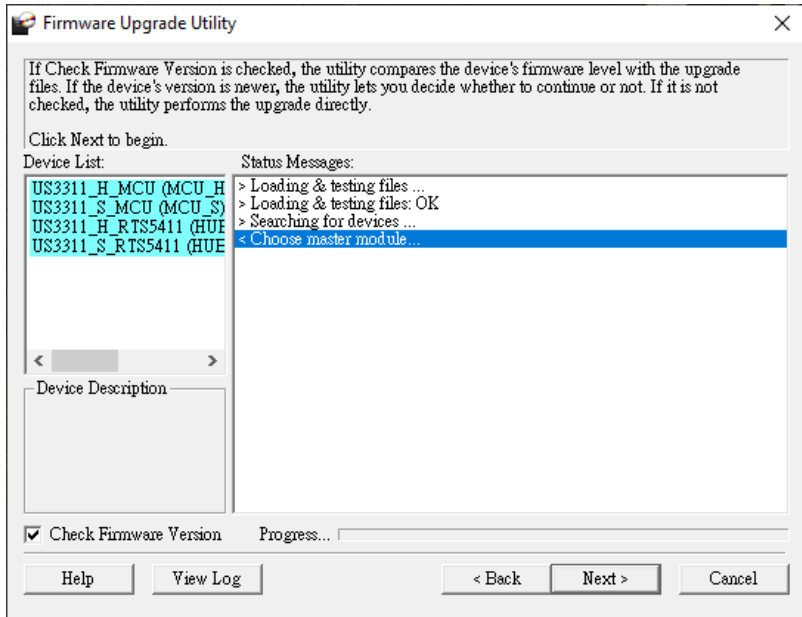 Firmware Upgrade Utility
If Check Firmware Version is checked, the utility compares the device's firmware level with the upgrade
files. If the device's version is newer, the utility lets you decide whether to continue or not. If it is not
checked, the utility performs the upgrade directly.
Click Next to begin.
Device List:
US3311_H_MCU (MCU_H
US3311_S_MCU (MCU_S)
US3311_H_RTS5411 (HUE
US3311_S_RTS5411 (HUE
Status Messages:
> Loading & testing files ...
> Loading & testing files: OK
> Searching for devices ...
< Choose master module...
Device Description
Check Firmware Version
Progress...
Help
View Log
< Back
Next >
Cancel